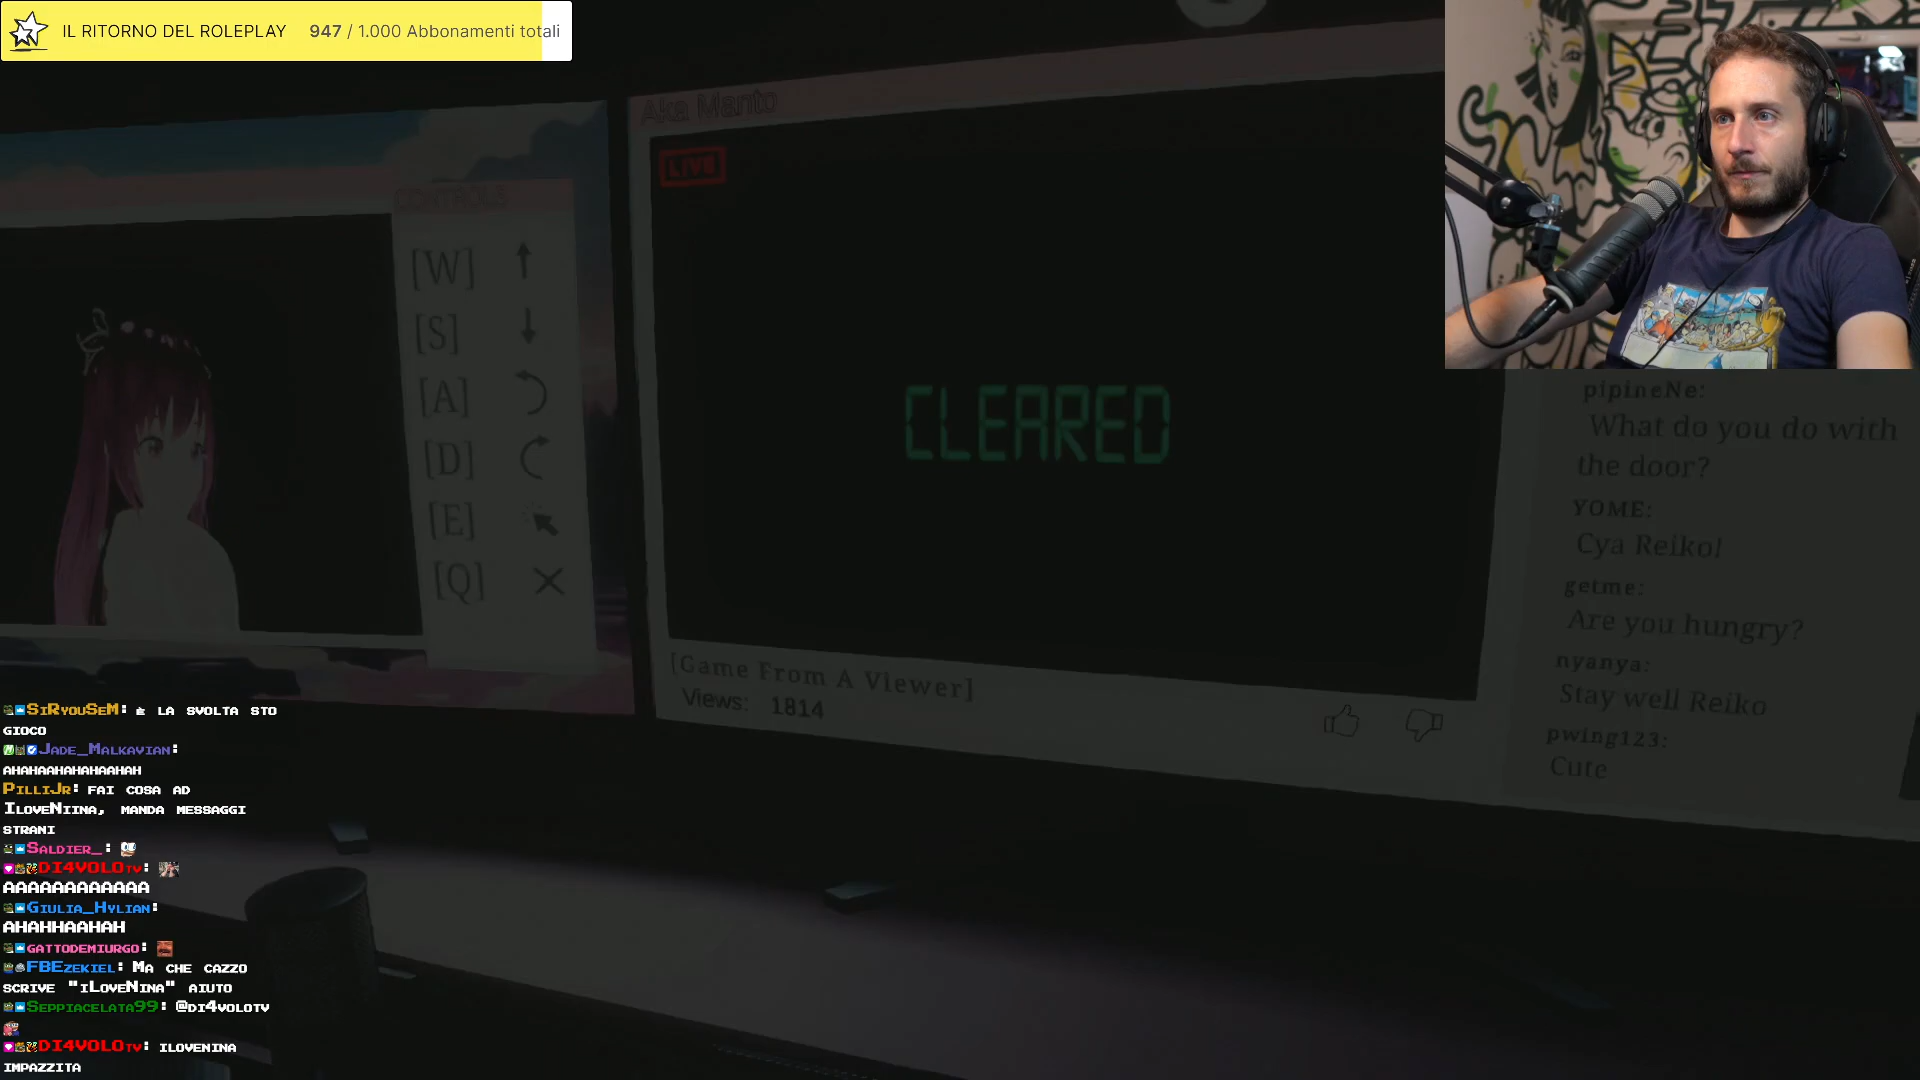 IL RITORNO DEL ROLEPLAY 947 / 1.000 Abbonamenti totali
Aka Manto
LIVE
CONTROLS
[W]
[S]
[A]
[D]
[E]
[Q]
CLEARED
[Game From A Viewer]
Views: 1814
pipineNe:
What do you do with
the door?
YOME:
Cya Reiko!
getme:
Are you hungry?
nyanya:
Stay well Reiko
pwing123:
Cute
SiRyouSeM: è la svolta sto
gioco
Jade_Malkavian:
AHAHAAHAHAHAAHAH
PilliJr: fai cosa ad
IloveNiina, manda messaggi
strani
Saldier_:
DI4VOLOtv:
AAAAAAAAAAAA
Giulia_Hylian:
AHAHHAAHAH
gattodemiurgo:
FBEzekiel: Ma che cazzo
scrive "iLoveNina" aiuto
Seppiacelata99: @di4volotv
DI4VOLOtv: ilovenina
impazzita